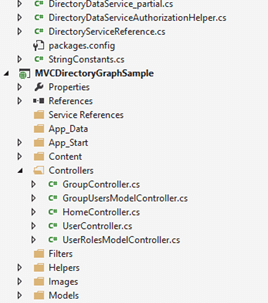 DirectoryDataService_partial.cs
DirectoryDataServiceAuthorizationHelper.cs
DirectoryServiceReference.cs
packages.config
StringConstants.cs
MVCDirectoryGraphSample
Properties
References
Service References
App_Data
App_Start
Content
Controllers
GroupController.cs
GroupUsersModelController.cs
HomeController.cs
UserController.cs
UserRolesModelController.cs
Filters
Helpers
Images
Models